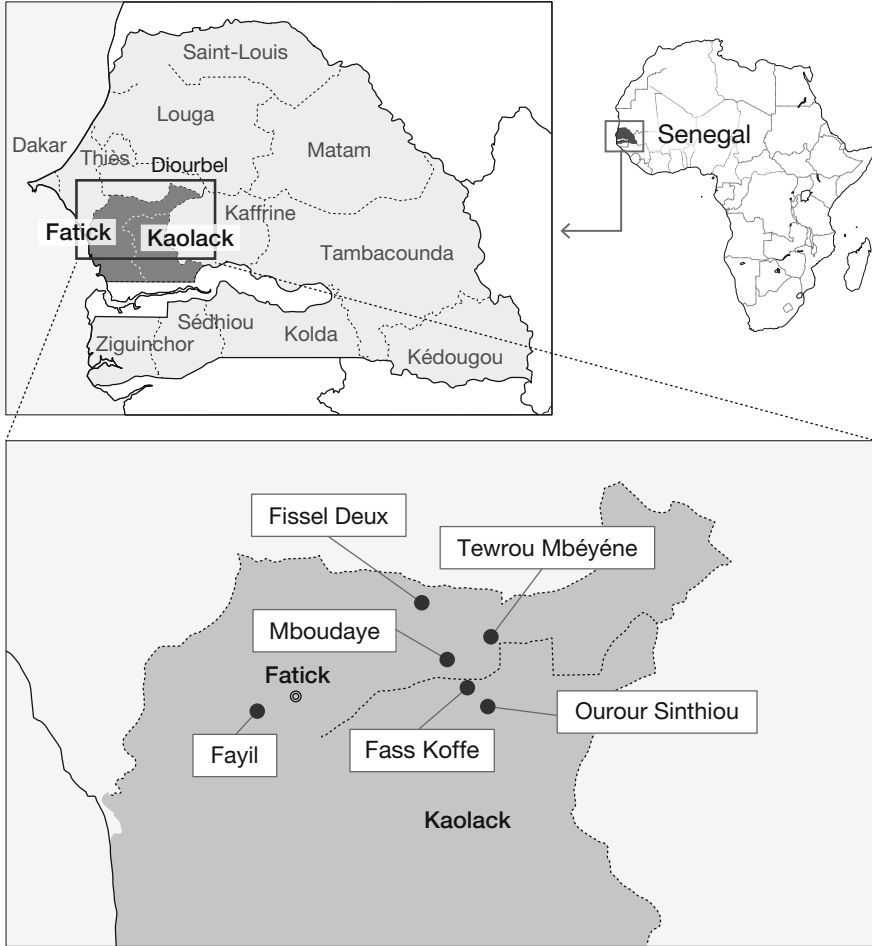 Saint-Louis
Louga
Dakar
Thiès
Diourbel
Matam
Senegal
Fatick
Kaolack
Kaffrine
Tambacounda
Sédhiou
Ziguinchor
Kolda
Kédougou
Fissel Deux
Tewrou Mbéyéne
Mboudaye
Fatick
Ourour Sinthiou
Fayil
Fass Koffe
Kaolack